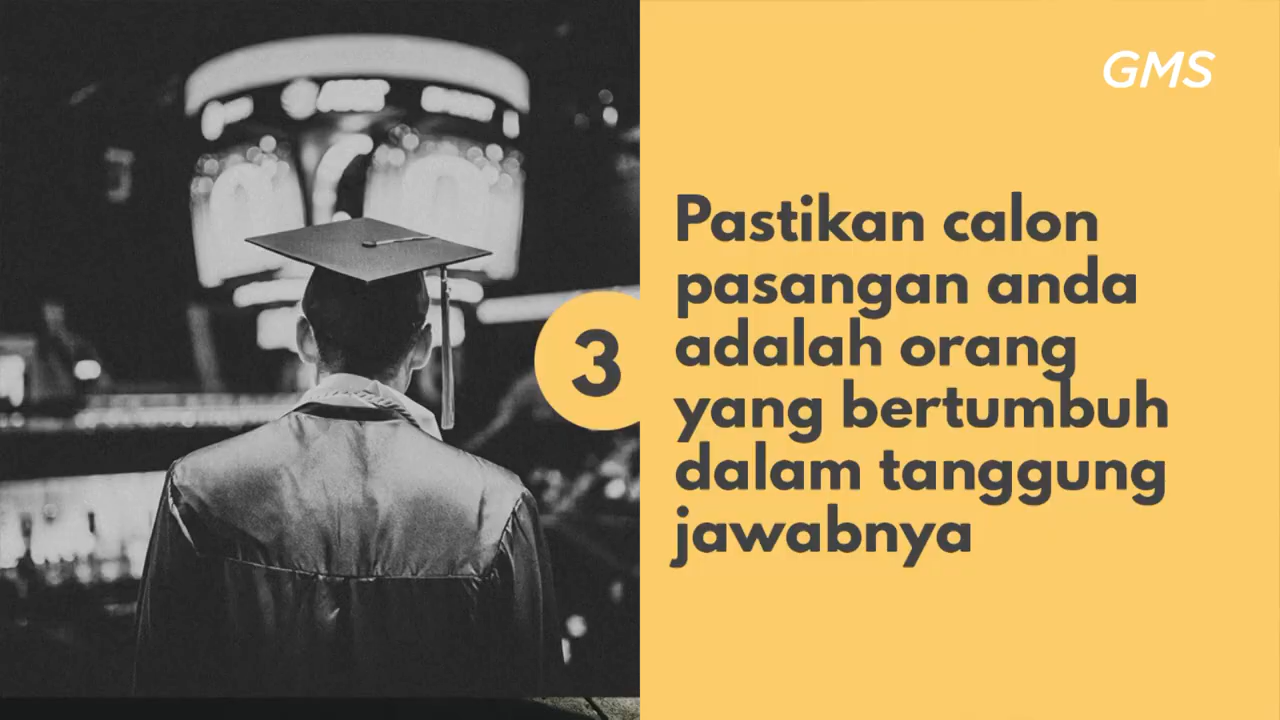 GMS
3
Pastikan calon
pasangan anda
adalah orang
yang bertumbuh
dalam tanggung
jawabnya